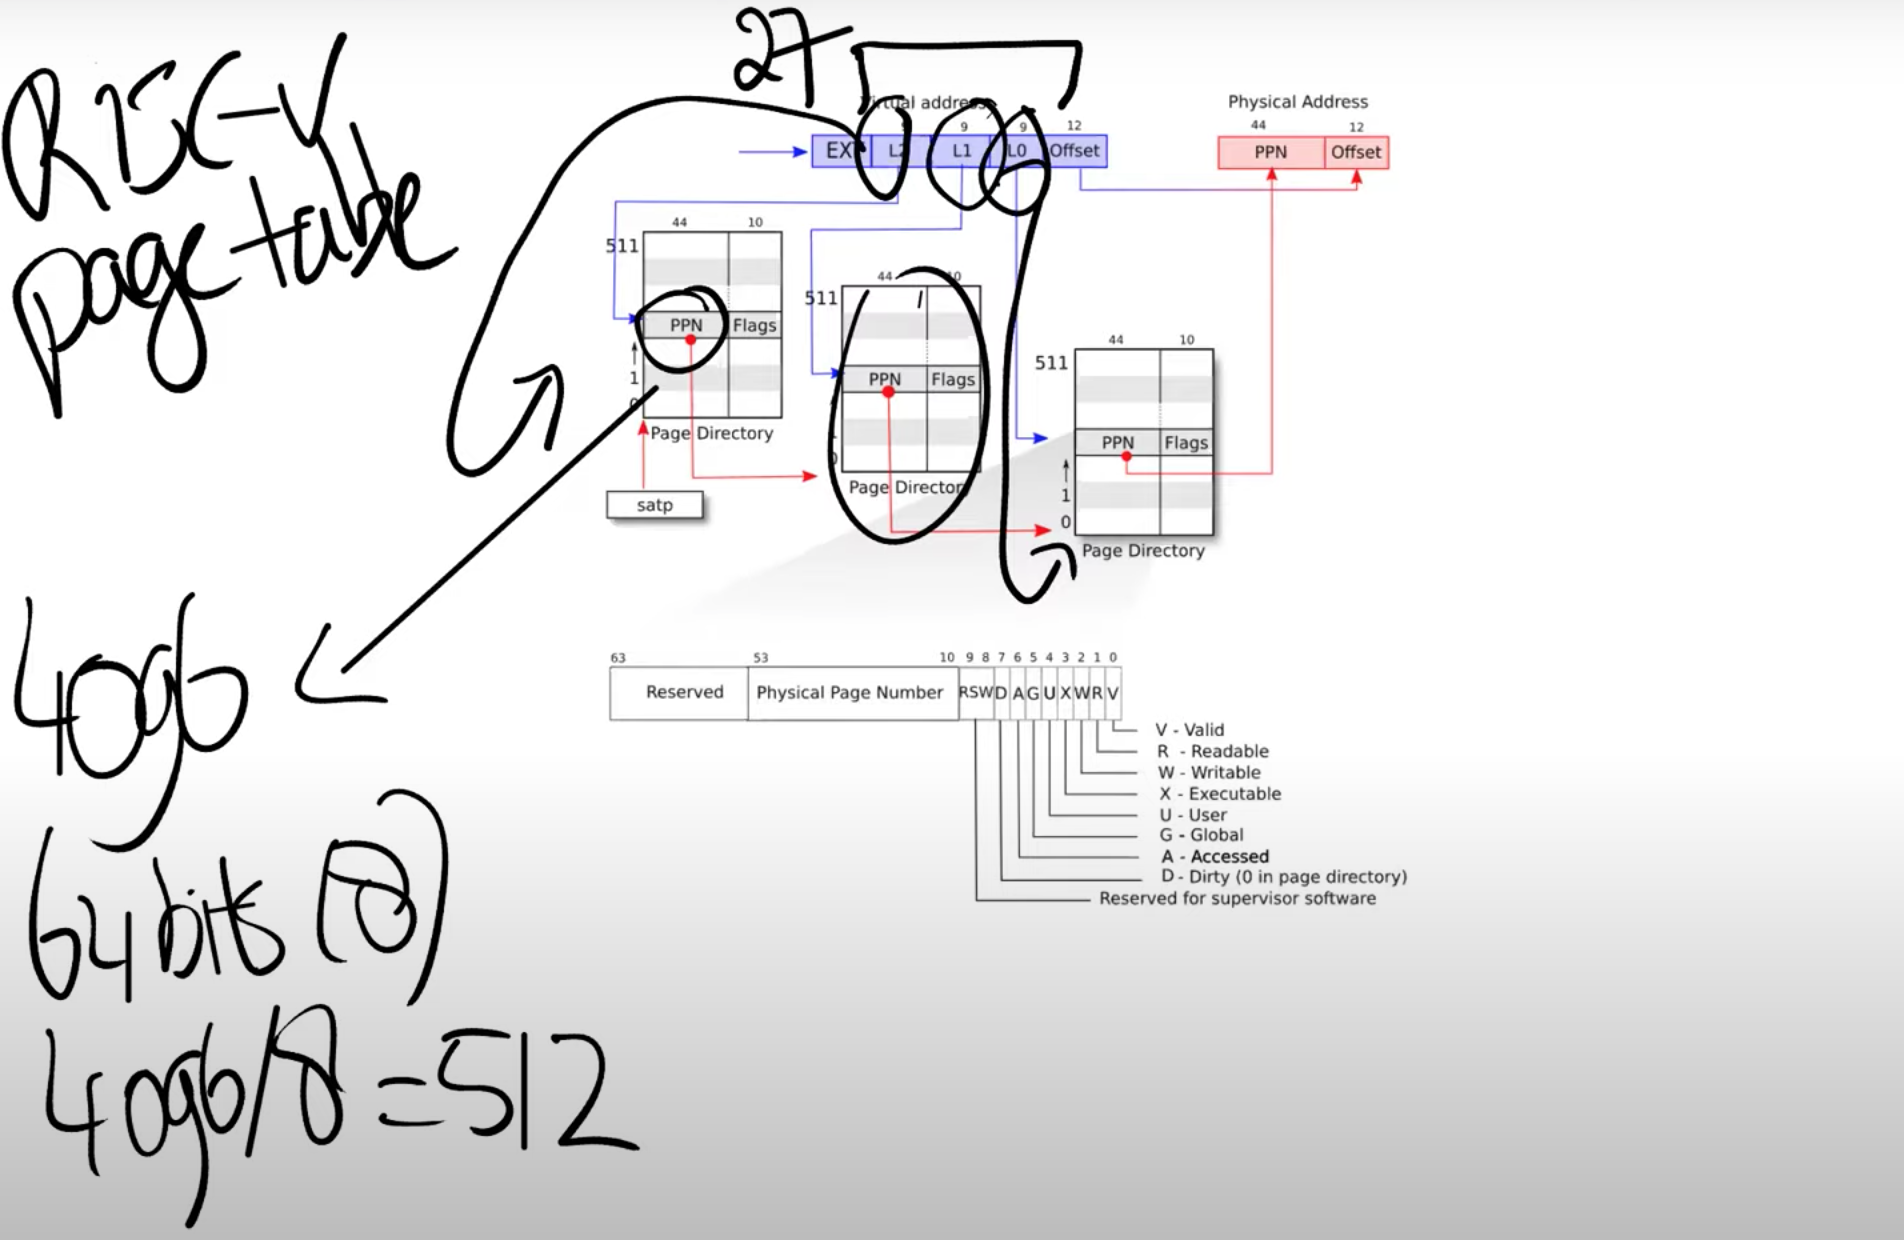 RISC-V
page-table
27
Virtual address
9 9 12
EXT L2 L1 L0 Offset
Physical Address
44 12
PPN Offset
44 10
511
PPN Flags
1
0
Page Directory
satp
44 10
511
PPN Flags
1
0
Page Directory
44 10
511
PPN Flags
1
0
Page Directory
4096
64 bits (8)
4096/8 = 512
63 53 10 9 8 7 6 5 4 3 2 1 0
Reserved Physical Page Number RSW D A G U X W R V
V - Valid
R - Readable
W - Writable
X - Executable
U - User
G - Global
A - Accessed
D - Dirty (0 in page directory)
Reserved for supervisor software